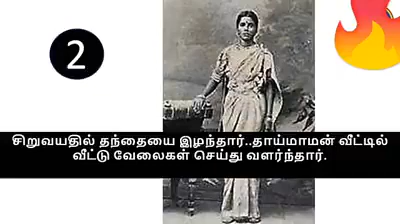 2
சிறுவயதில் தந்தையை இழந்தார்..தாய்மாமன் வீட்டில்
வீட்டு வேலைகள் செய்து வளர்ந்தார்.